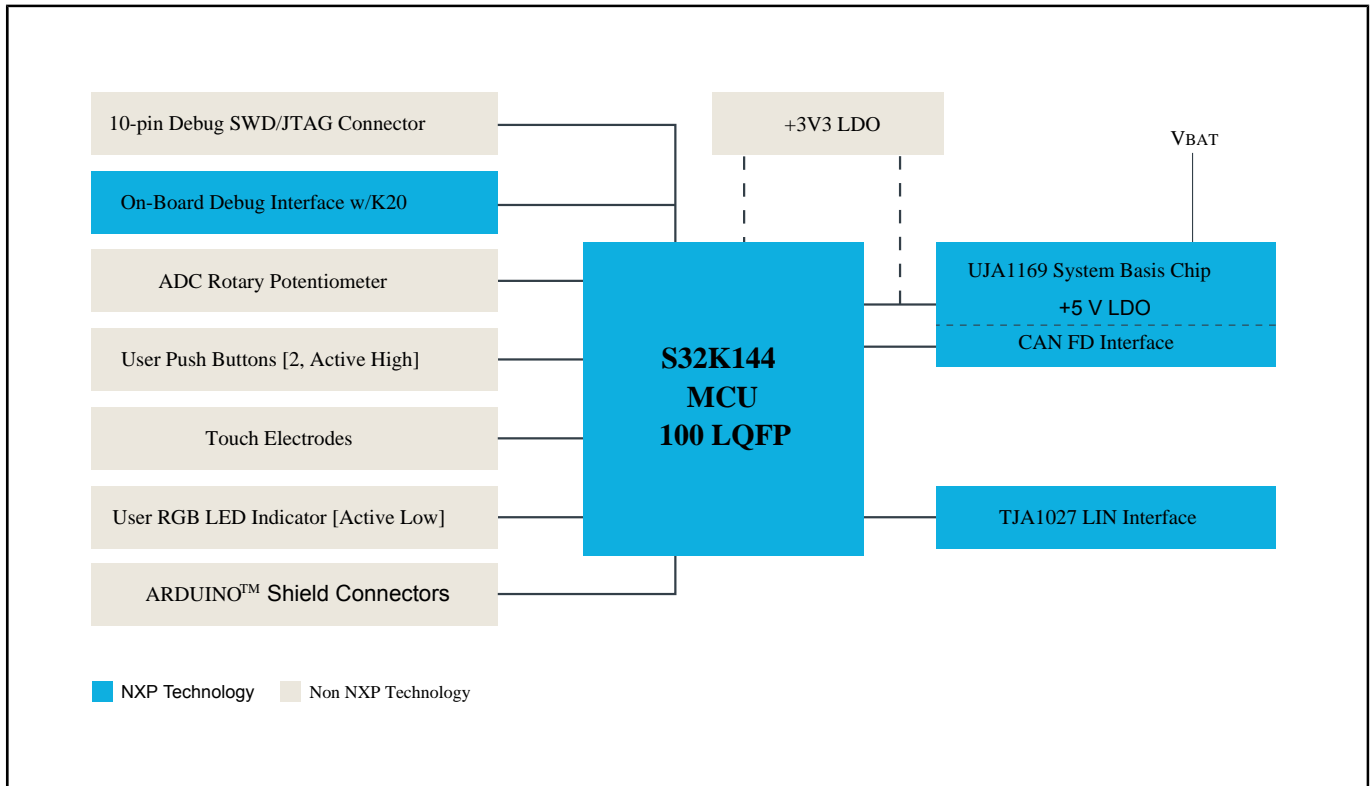 10-pin Debug SWD/JTAG Connector
On-Board Debug Interface w/K20
ADC Rotary Potentiometer
User Push Buttons [2, Active High]
Touch Electrodes
User RGB LED Indicator [Active Low]
ARDUINO™ Shield Connectors
+3V3 LDO
S32K144
MCU
100 LQFP
VBAT
UJA1169 System Basis Chip
+5 V LDO
CAN FD Interface
TJA1027 LIN Interface
NXP Technology
Non NXP Technology